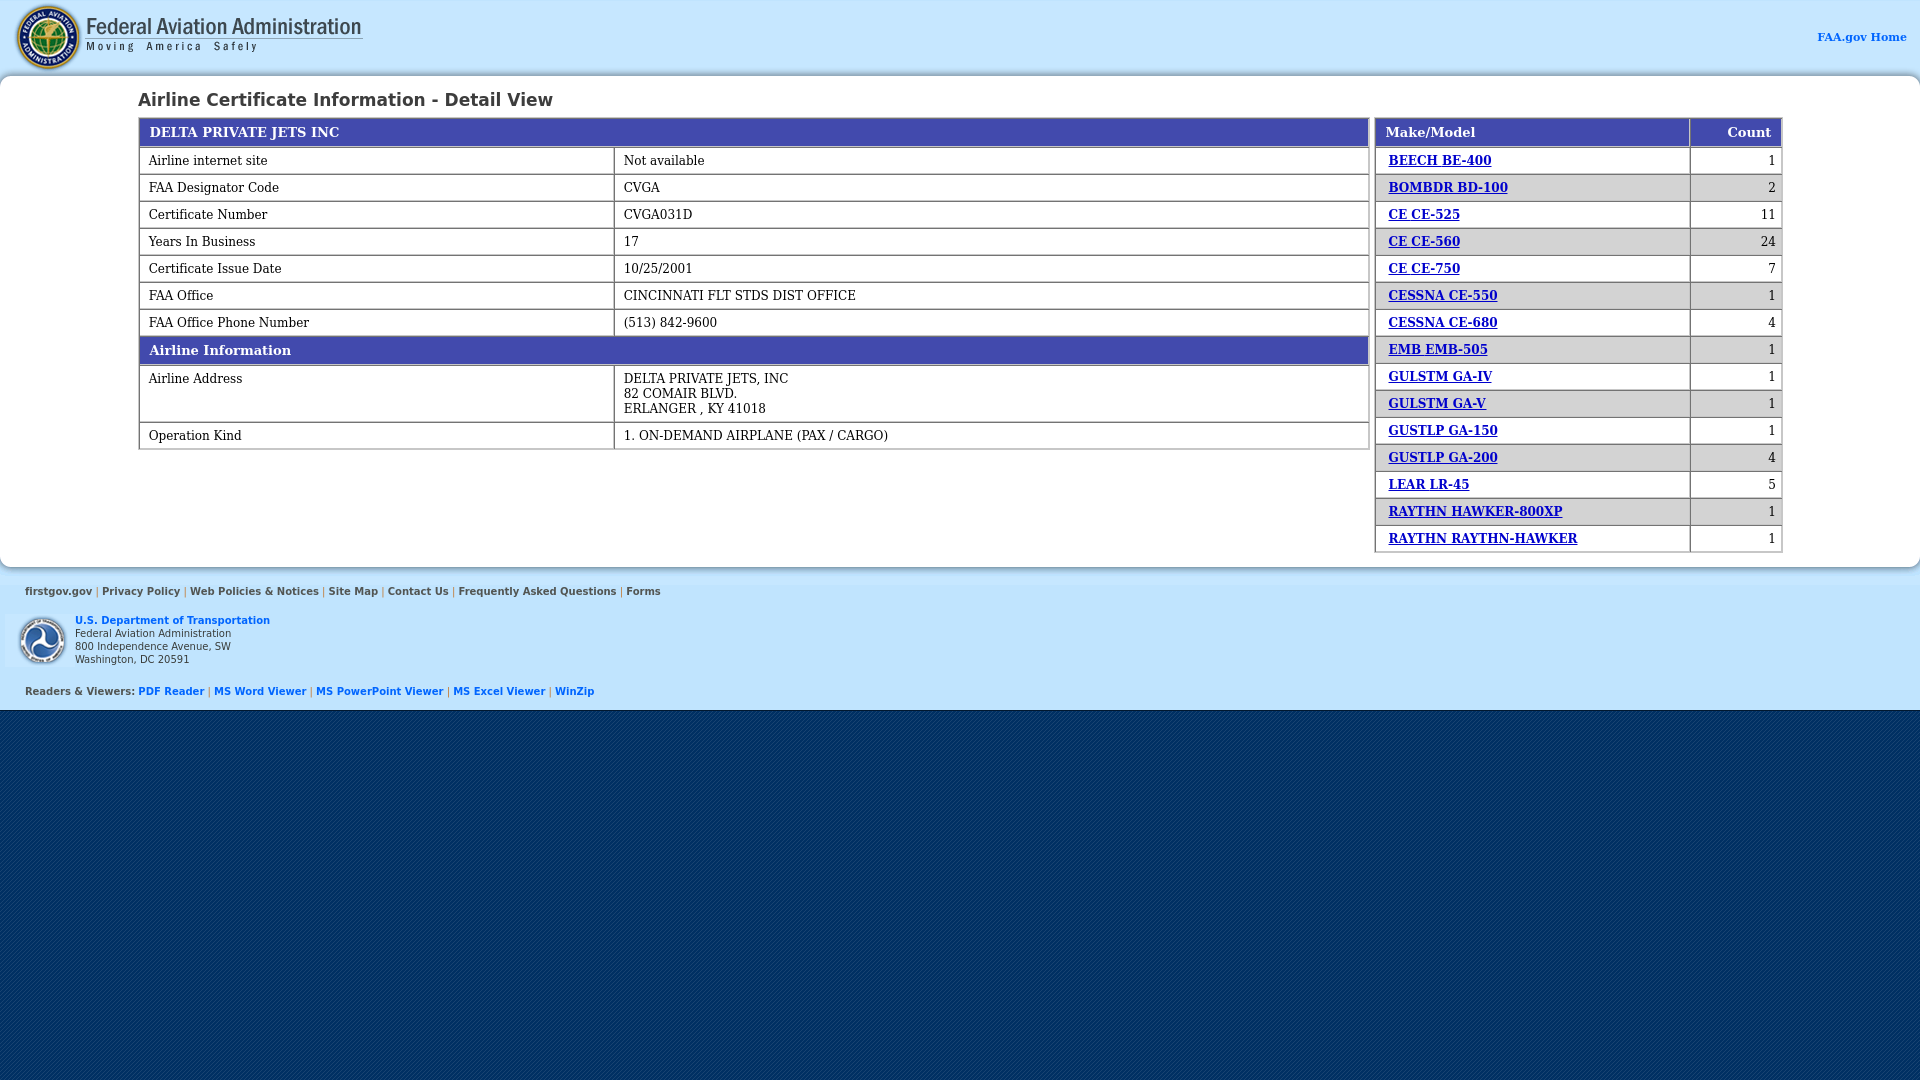 Federal Aviation Administration
Moving America Safely
FAA.gov Home
Airline Certificate Information - Detail View
DELTA PRIVATE JETS INC
Airline internet site Not available
FAA Designator Code CVGA
Certificate Number CVGA031D
Years In Business 17
Certificate Issue Date 10/25/2001
FAA Office CINCINNATI FLT STDS DIST OFFICE
FAA Office Phone Number (513) 842-9600
Airline Information
Airline Address DELTA PRIVATE JETS, INC
82 COMAIR BLVD.
ERLANGER , KY 41018
Operation Kind 1. ON-DEMAND AIRPLANE (PAX / CARGO)
Make/Model Count
BEECH BE-400 1
BOMBDR BD-100 2
CE CE-525 11
CE CE-560 24
CE CE-750 7
CESSNA CE-550 1
CESSNA CE-680 4
EMB EMB-505 1
GULSTM GA-IV 1
GULSTM GA-V 1
GUSTLP GA-150 1
GUSTLP GA-200 4
LEAR LR-45 5
RAYTHN HAWKER-800XP 1
RAYTHN RAYTHN-HAWKER 1
firstgov.gov | Privacy Policy | Web Policies & Notices | Site Map | Contact Us | Frequently Asked Questions | Forms
U.S. Department of Transportation
Federal Aviation Administration
800 Independence Avenue, SW
Washington, DC 20591
Readers & Viewers: PDF Reader | MS Word Viewer | MS PowerPoint Viewer | MS Excel Viewer | WinZip